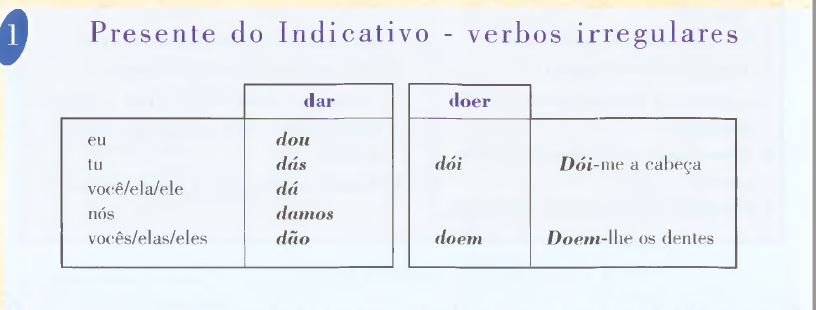 1 Presente do Indicativo - verbos irregulares
dar doer
eu dou
tu dás dói Dói-me a cabeça
você/ela/ele dá
nós damos
vocês/elas/eles dão doem Doem-lhe os dentes